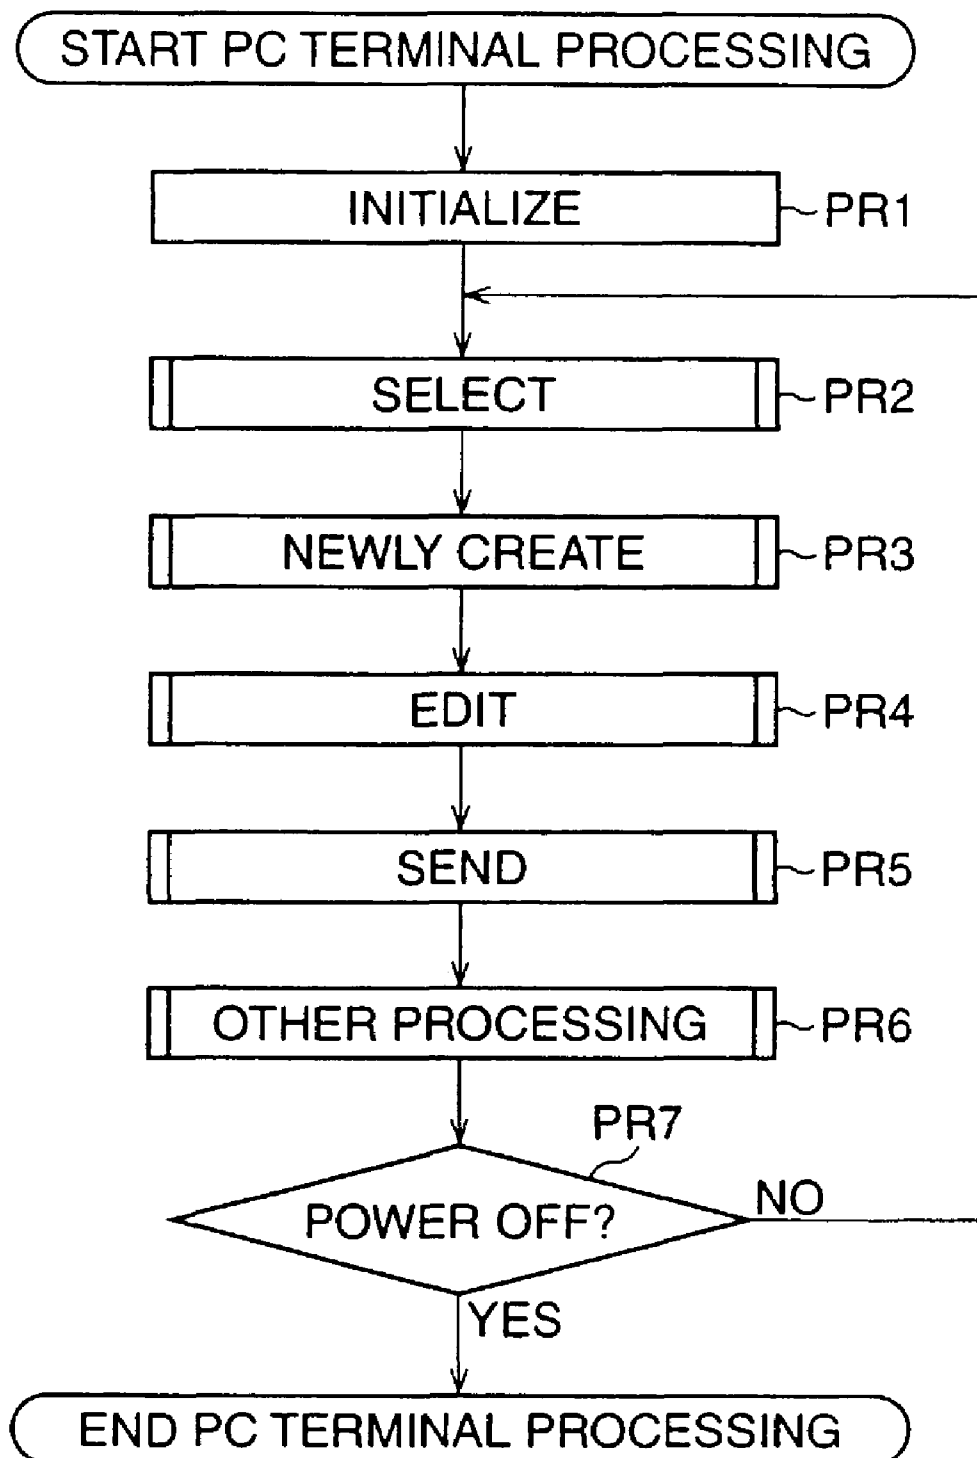 START PC TERMINAL PROCESSING
INITIALIZE PR1
SELECT PR2
NEWLY CREATE PR3
EDIT PR4
SEND PR5
OTHER PROCESSING PR6
PR7
POWER OFF? NO
YES
END PC TERMINAL PROCESSING